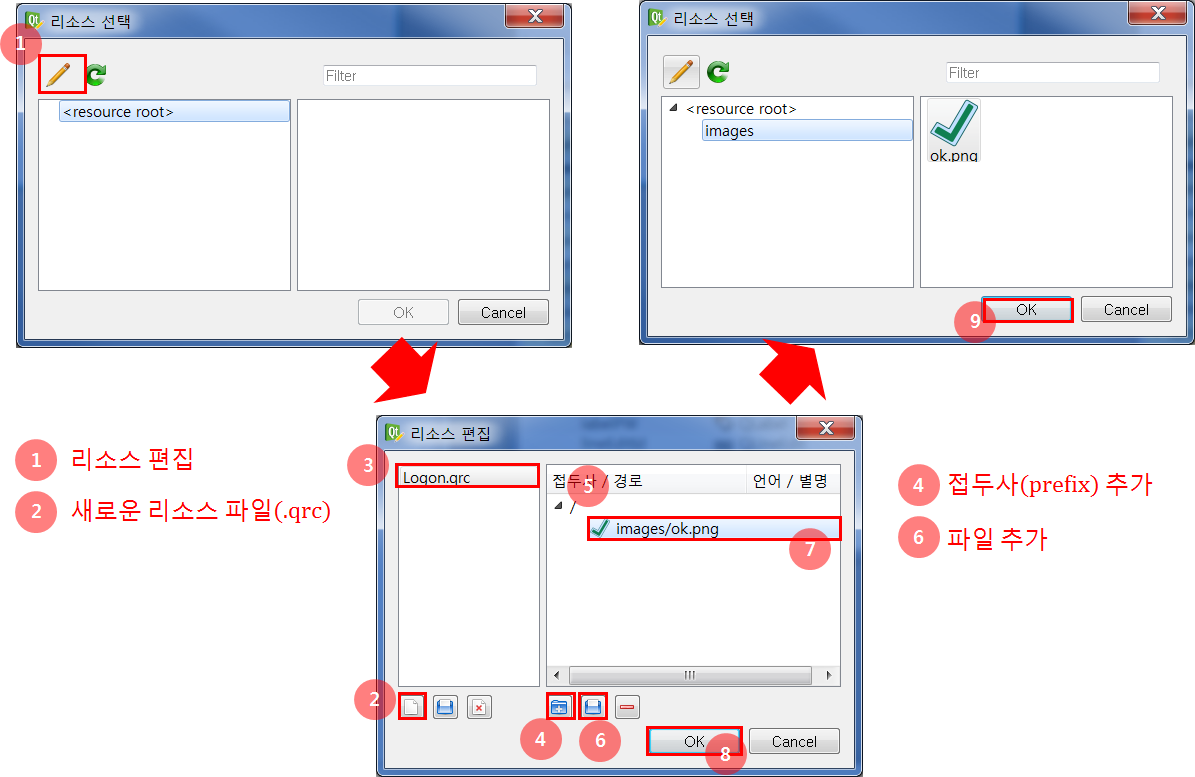 리소스 선택
1
Filter
<resource root>
OK
Cancel
리소스 선택
Filter
<resource root>
images
ok.png
9
OK
Cancel
1 리소스 편집
2 새로운 리소스 파일(.qrc)
리소스 편집
3
Logon.qrc
접두사 / 경로
언어 / 별명
5
/
images/ok.png
7
2
4
6
OK
8
Cancel
4 접두사(prefix) 추가
6 파일 추가